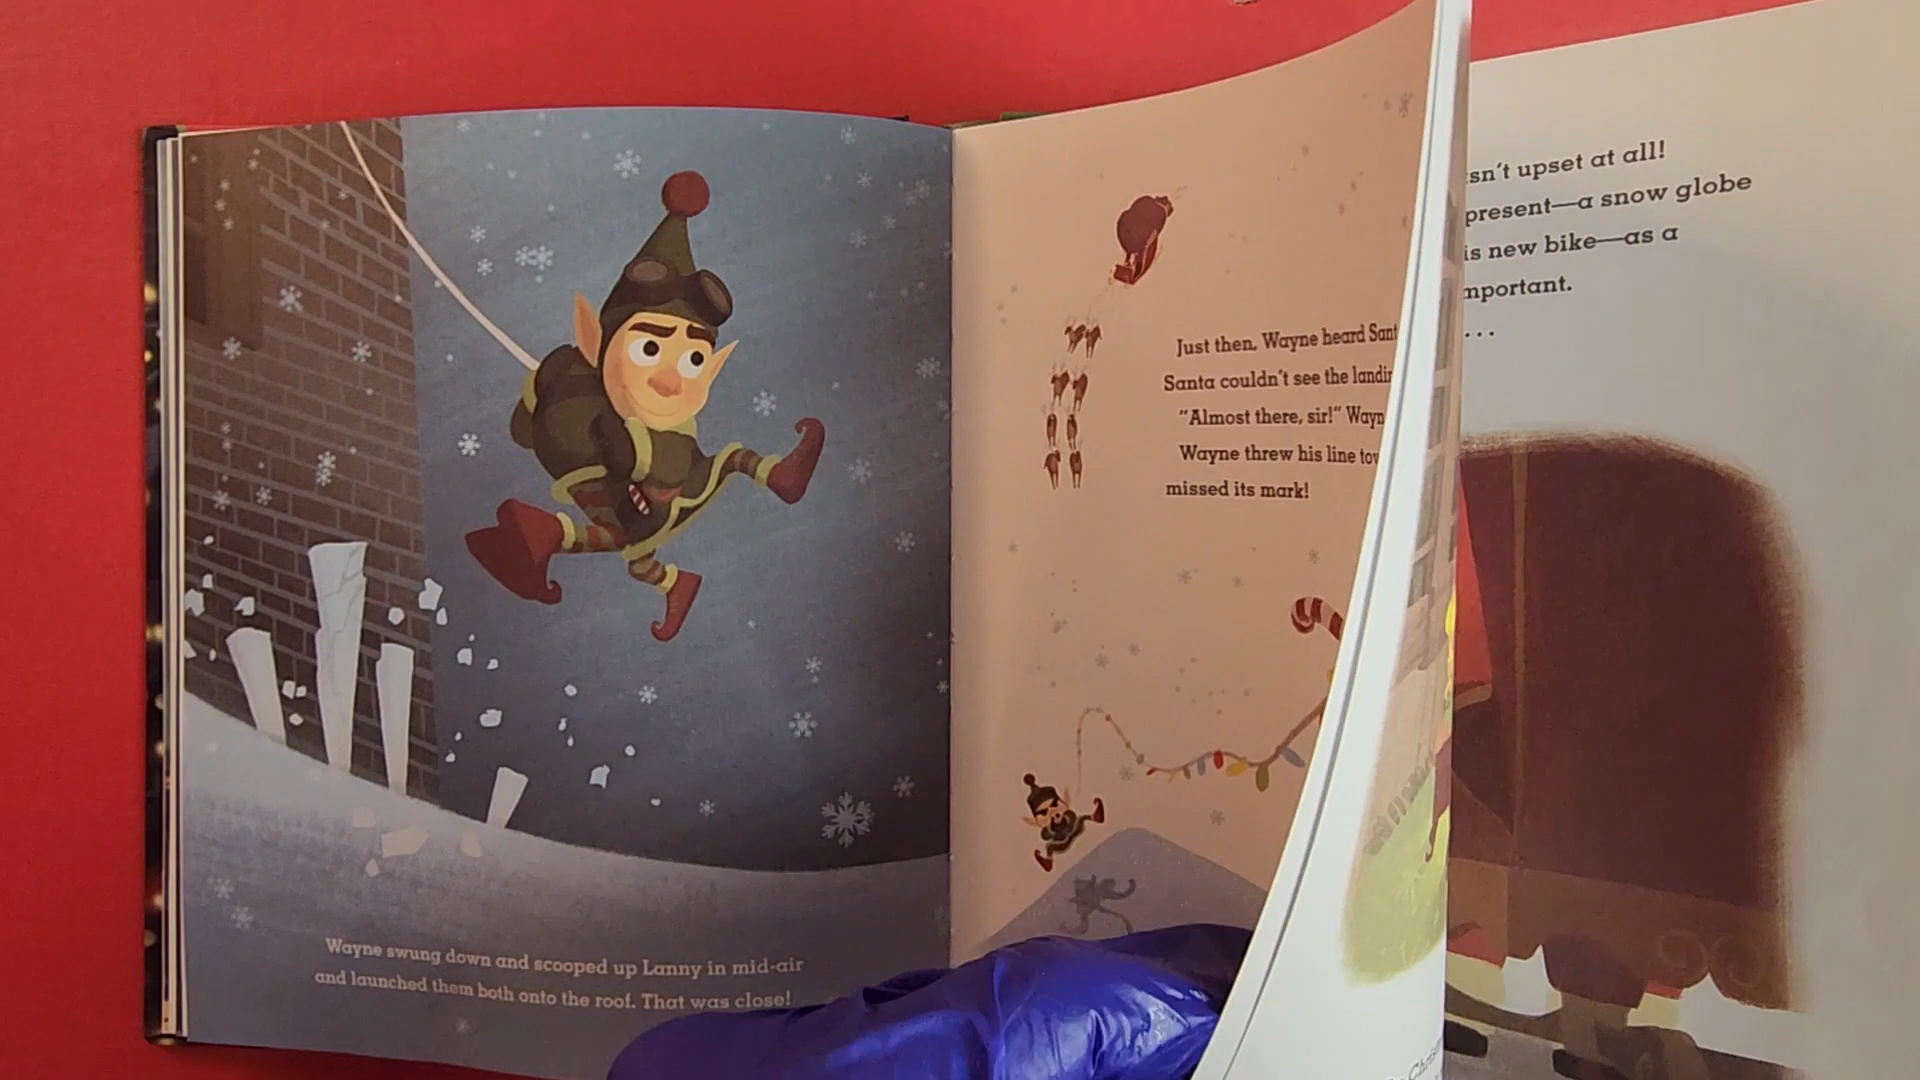 Wayne swung down and scooped up Lanny in mid-air
and launched them both onto the roof. That was close!
Just then, Wayne heard Sant
Santa couldn't see the landin
"Almost there, sir!" Wayn
Wayne threw his line tow
missed its mark!
sn't upset at all!
present—a snow globe
is new bike—as a
mportant.
. . .